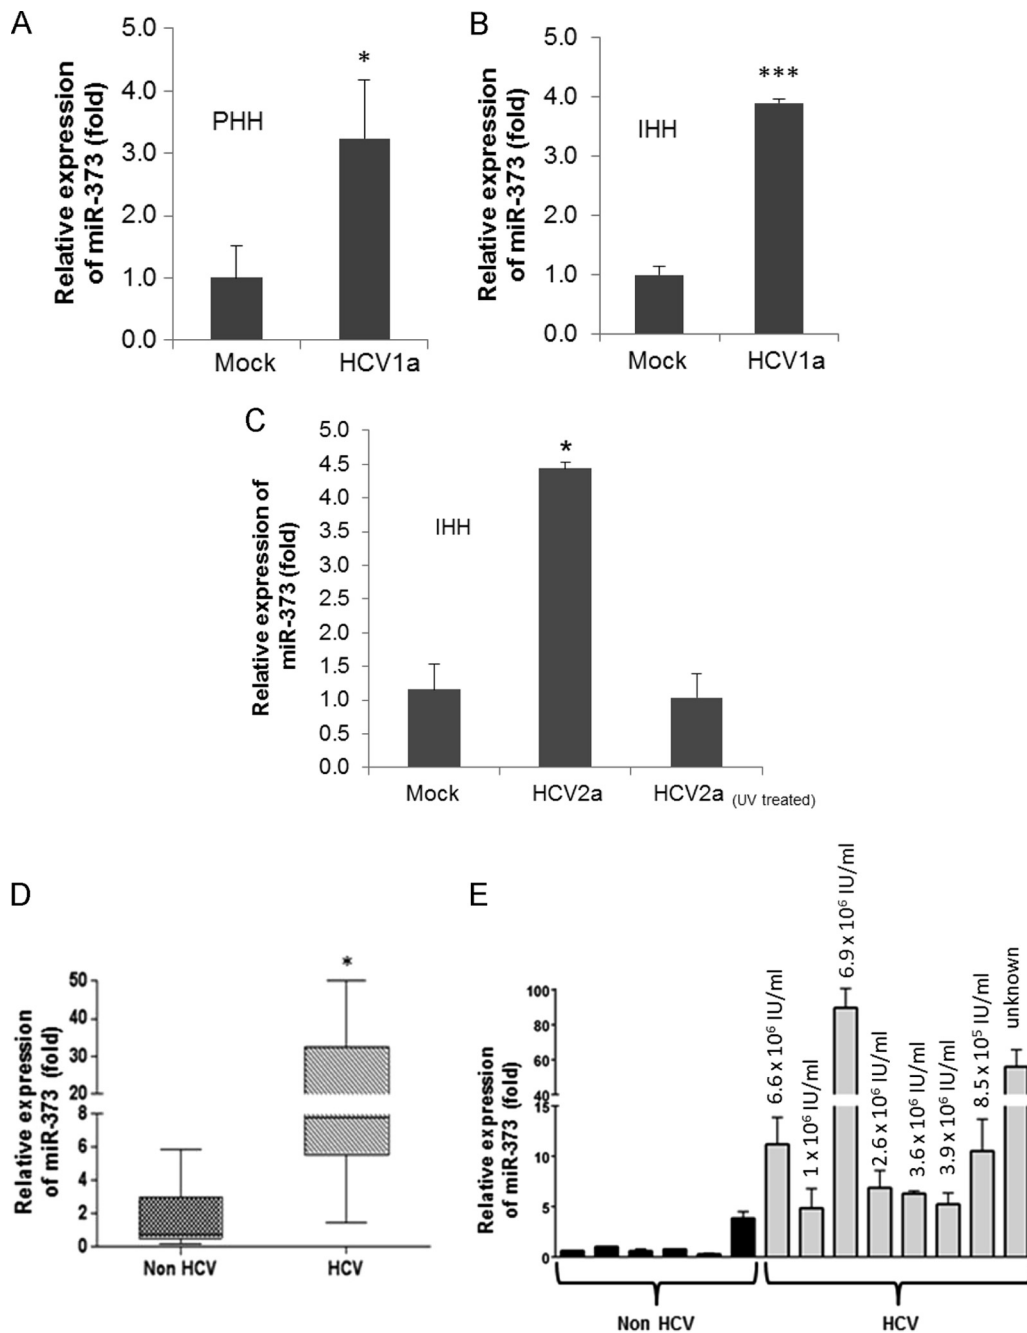 A
Relative expression
of miR-373 (fold)
5.0
4.0
3.0
2.0
1.0
0.0
PHH
*
Mock
HCV1a
B
Relative expression
of miR-373 (fold)
5.0
4.0
3.0
2.0
1.0
0.0
IHH
***
Mock
HCV1a
C
Relative expression of
miR-373 (fold)
5.0
4.5
4.0
3.5
3.0
2.5
2.0
1.5
1.0
0.5
0.0
IHH
*
Mock
HCV2a
HCV2a (UV treated)
D
Relative expression
of miR-373 (fold)
50
40
30
20
8
6
4
2
0
*
Non HCV
HCV
E
Relative expression
of miR-373 (fold)
100
80
60
40
15
10
5
0
6.6 x 10⁶ IU/ml
1 x 10⁶ IU/ml
6.9 x 10⁶ IU/ml
2.6 x 10⁶ IU/ml
3.6 x 10⁶ IU/ml
3.9 x 10⁶ IU/ml
8.5 x 10⁵ IU/ml
unknown
Non HCV
HCV